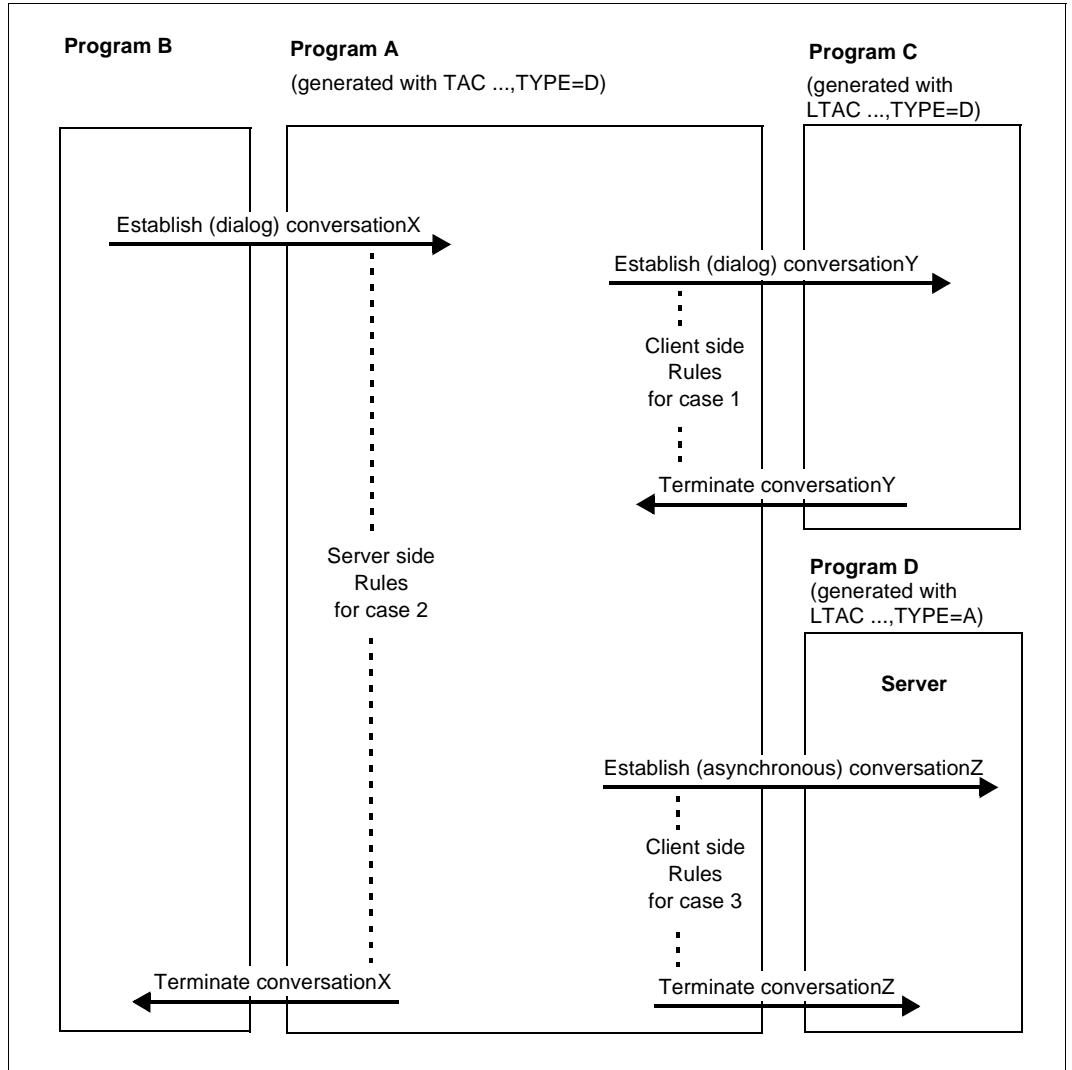 Program B
Program A
(generated with TAC ...,TYPE=D)
Program C
(generated with
LTAC ...,TYPE=D)
Establish (dialog) conversationX
Establish (dialog) conversationY
Client side
Rules
for case 1
Terminate conversationY
Server side
Rules
for case 2
Program D
(generated with
LTAC ...,TYPE=A)
Server
Establish (asynchronous) conversationZ
Client side
Rules
for case 3
Terminate conversationX
Terminate conversationZ